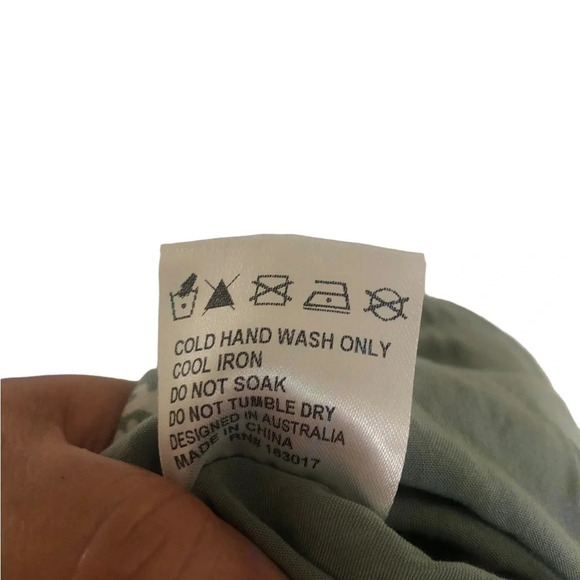 COLD HAND WASH ONLY
COOL IRON
DO NOT SOAK
DO NOT TUMBLE DRY
DESIGNED IN AUSTRALIA
MADE IN CHINA
RN# 163017